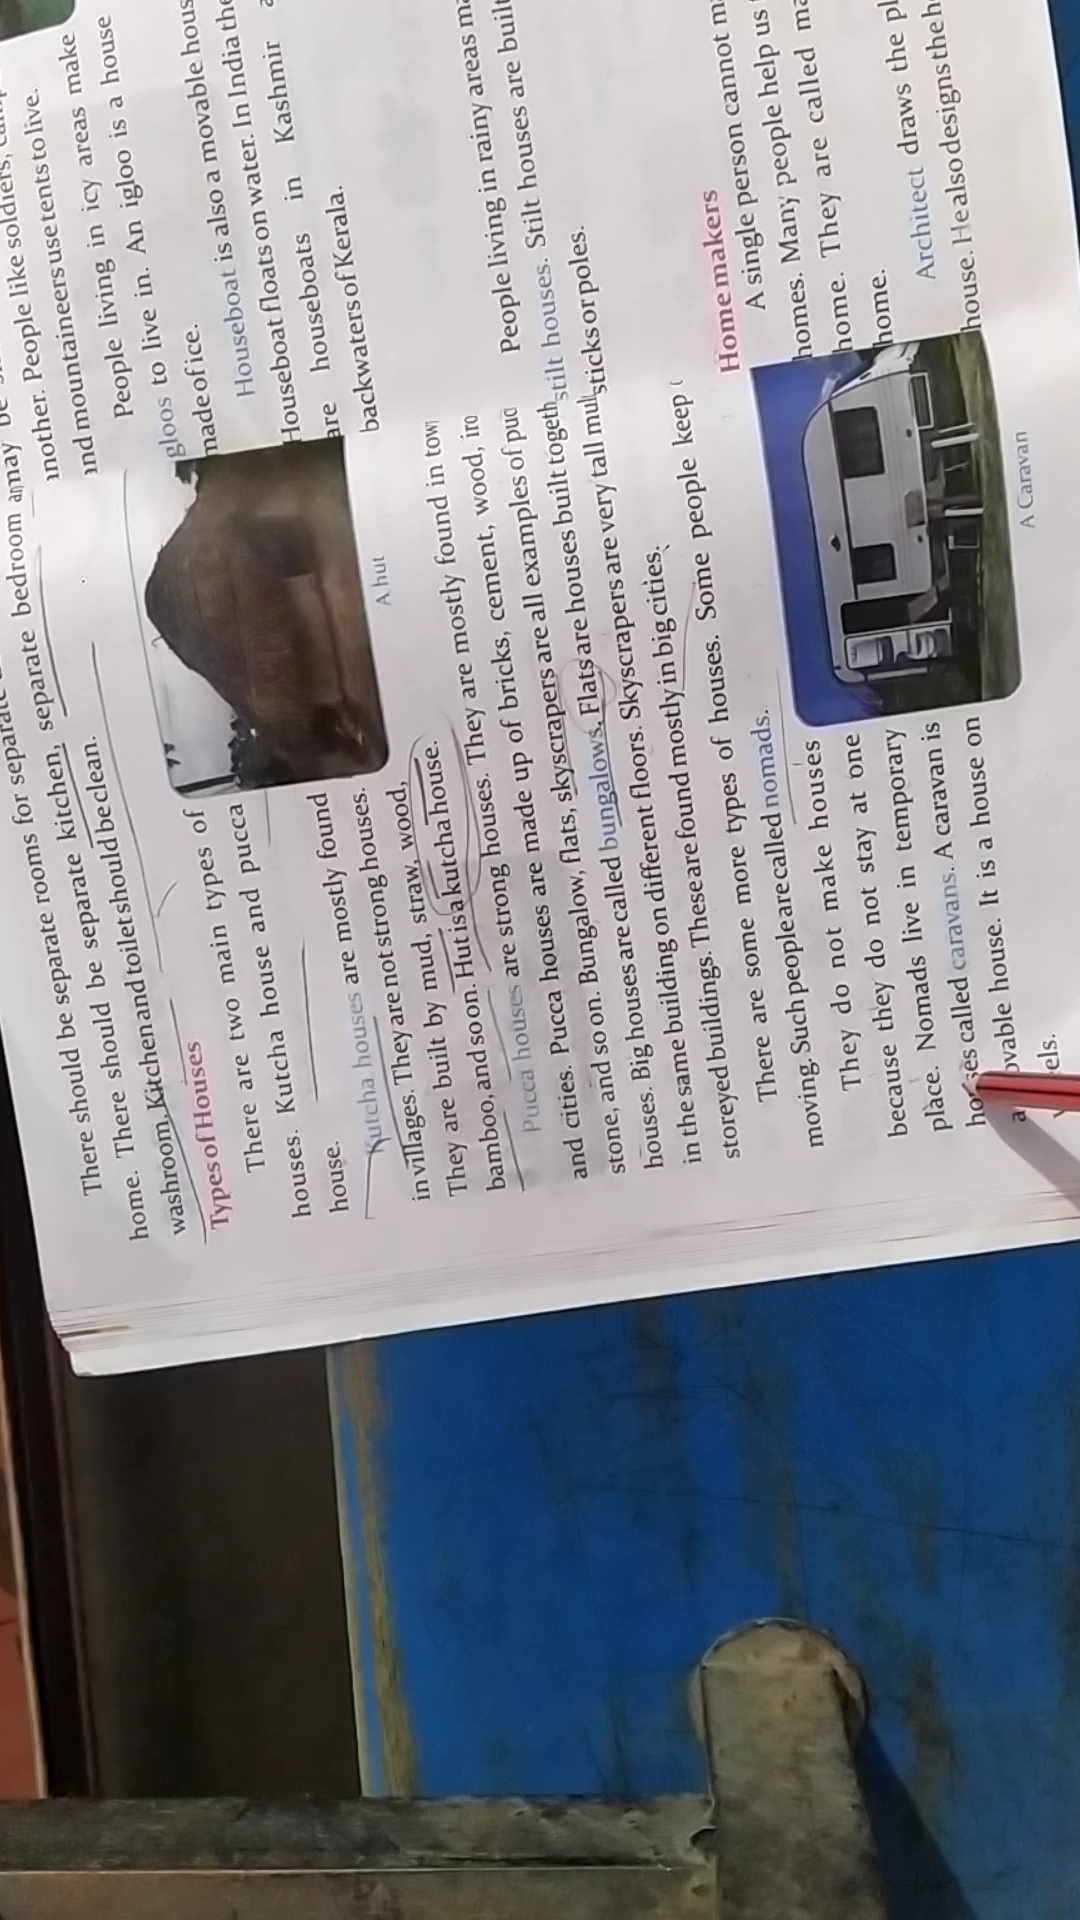 There should be separate rooms for separate
home. There should be separate kitchen, separate bedroom a
washroom. Kitchen and toilet should be clean.
Types of Houses
There are two main types of
houses. Kutcha house and pucca
house.
Kutcha houses are mostly found
in villages. They are not strong houses.
They are built by mud, straw, wood,
bamboo, and so on. Hut is a kutcha house.
A hut
Pucca houses are strong houses. They are mostly found in tow
and cities. Pucca houses are made up of bricks, cement, wood, iro
stone, and so on. Bungalow, flats, skyscrapers are all examples of puc
houses. Big houses are called bungalows. Flats are houses built togeth
in the same building on different floors. Skyscrapers are very tall mul
storeyed buildings. These are found mostly in big cities.
There are some more types of houses. Some people keep
moving. Such people are called nomads.
They do not make houses
because they do not stay at one
place. Nomads live in temporary
houses called caravans. A caravan is
a movable house. It is a house on
els.
A Caravan
may be
another. People like soldiers,
and mountaineers use tents to live.
People living in icy areas make
gloos to live in. An igloo is a house
made of ice.
Houseboat is also a movable hous
Houseboat floats on water. In India the
are houseboats in Kashmir a
backwaters of Kerala.
People living in rainy areas ma
stilt houses. Stilt houses are built
sticks or poles.
Home makers
A single person cannot m
homes. Many people help us
home. They are called ma
home.
Architect draws the pl
house. He also designs the h